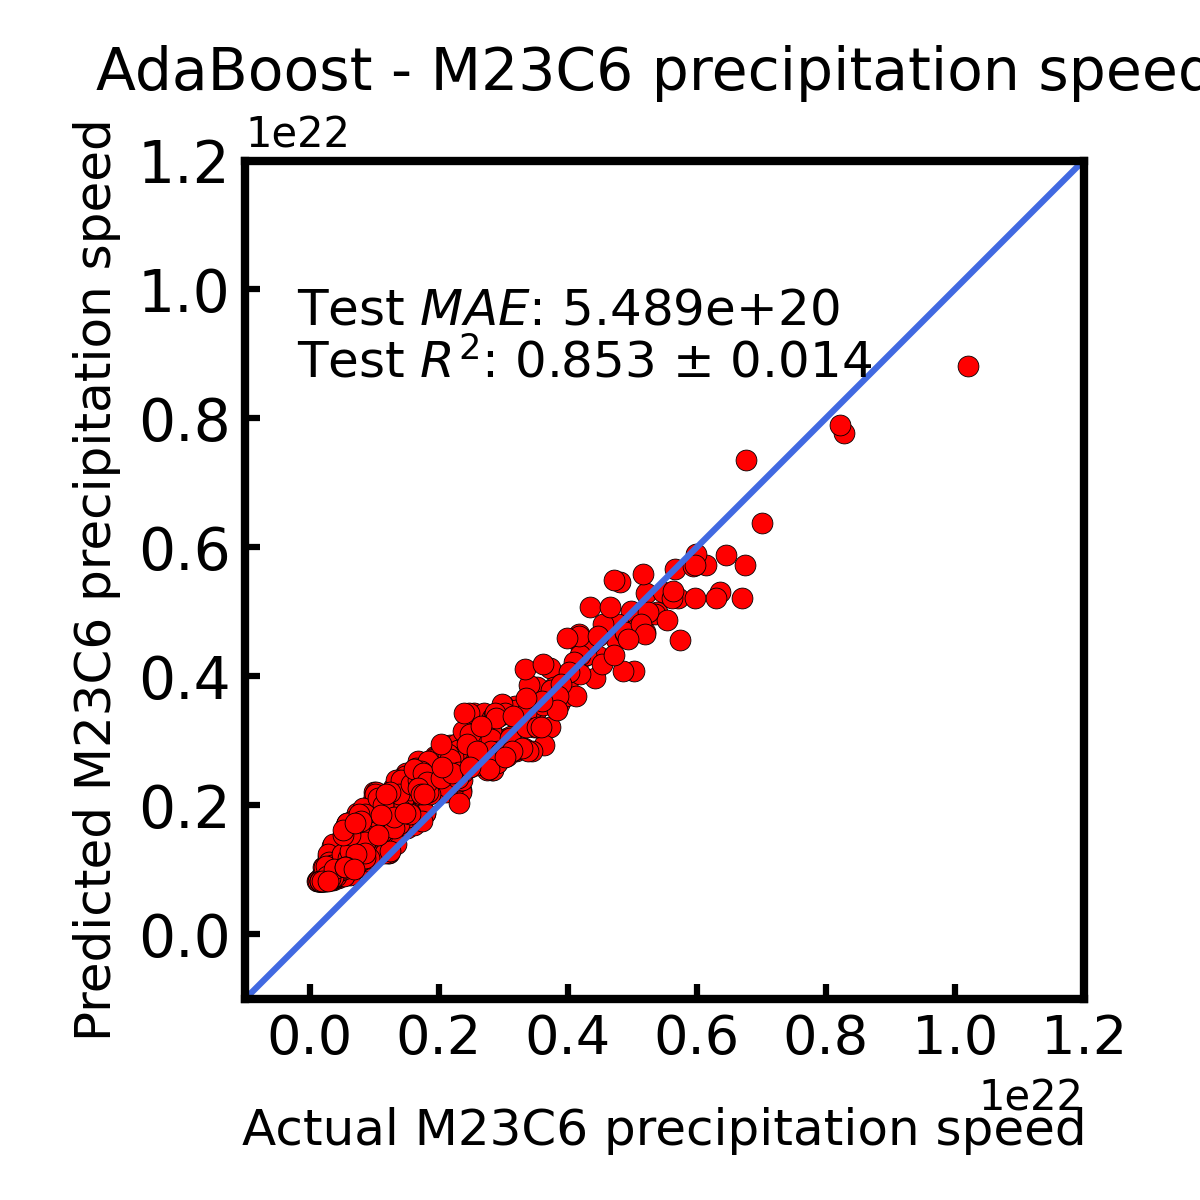 AdaBoost - M23C6 precipitation speed
1e22
Predicted M23C6 precipitation speed
1.2
1.0
0.8
0.6
0.4
0.2
0.0
Test MAE: 5.489e+20
Test R²: 0.853 ± 0.014
0.0 0.2 0.4 0.6 0.8 1.0 1.2
1e22
Actual M23C6 precipitation speed